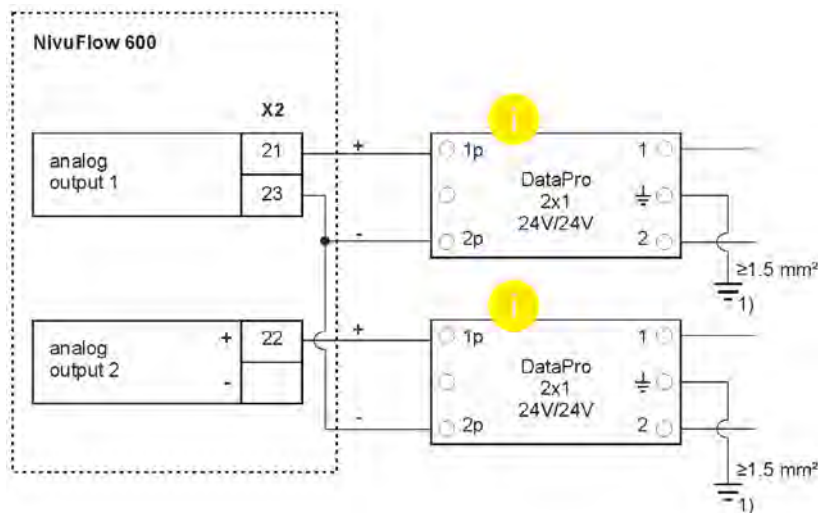 NivuFlow 600
X2
analog
output 1
21
23
+
-
1p
2p
DataPro
2x1
24V/24V
1
2
≥1.5 mm²
1)
analog
output 2
+
-
22
+
-
1p
2p
DataPro
2x1
24V/24V
1
2
≥1.5 mm²
1)